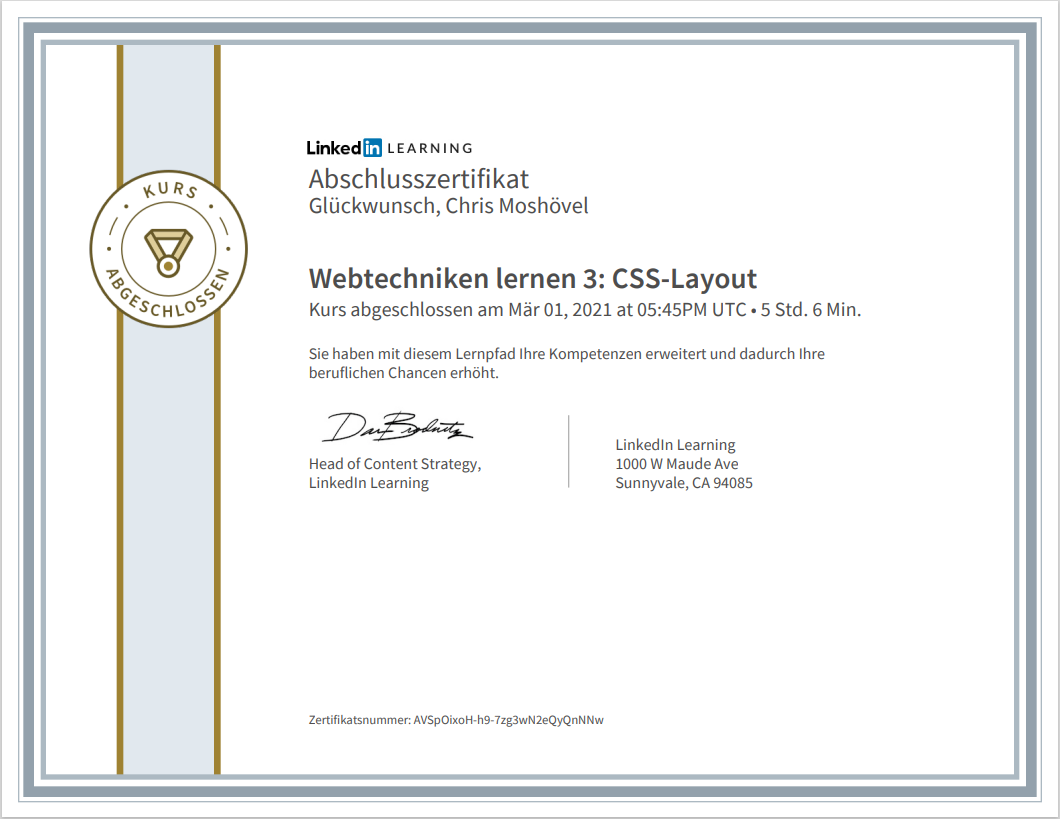 LinkedIn LEARNING
Abschlusszertifikat
Glückwunsch, Chris Moshövel
KURS
ABGESCHLOSSEN
Webtechniken lernen 3: CSS-Layout
Kurs abgeschlossen am Mär 01, 2021 at 05:45PM UTC • 5 Std. 6 Min.
Sie haben mit diesem Lernpfad Ihre Kompetenzen erweitert und dadurch Ihre
beruflichen Chancen erhöht.
Head of Content Strategy,
LinkedIn Learning
LinkedIn Learning
1000 W Maude Ave
Sunnyvale, CA 94085
Zertifikatsnummer: AVSpOixoH-h9-7zg3wN2eQyQnNNw